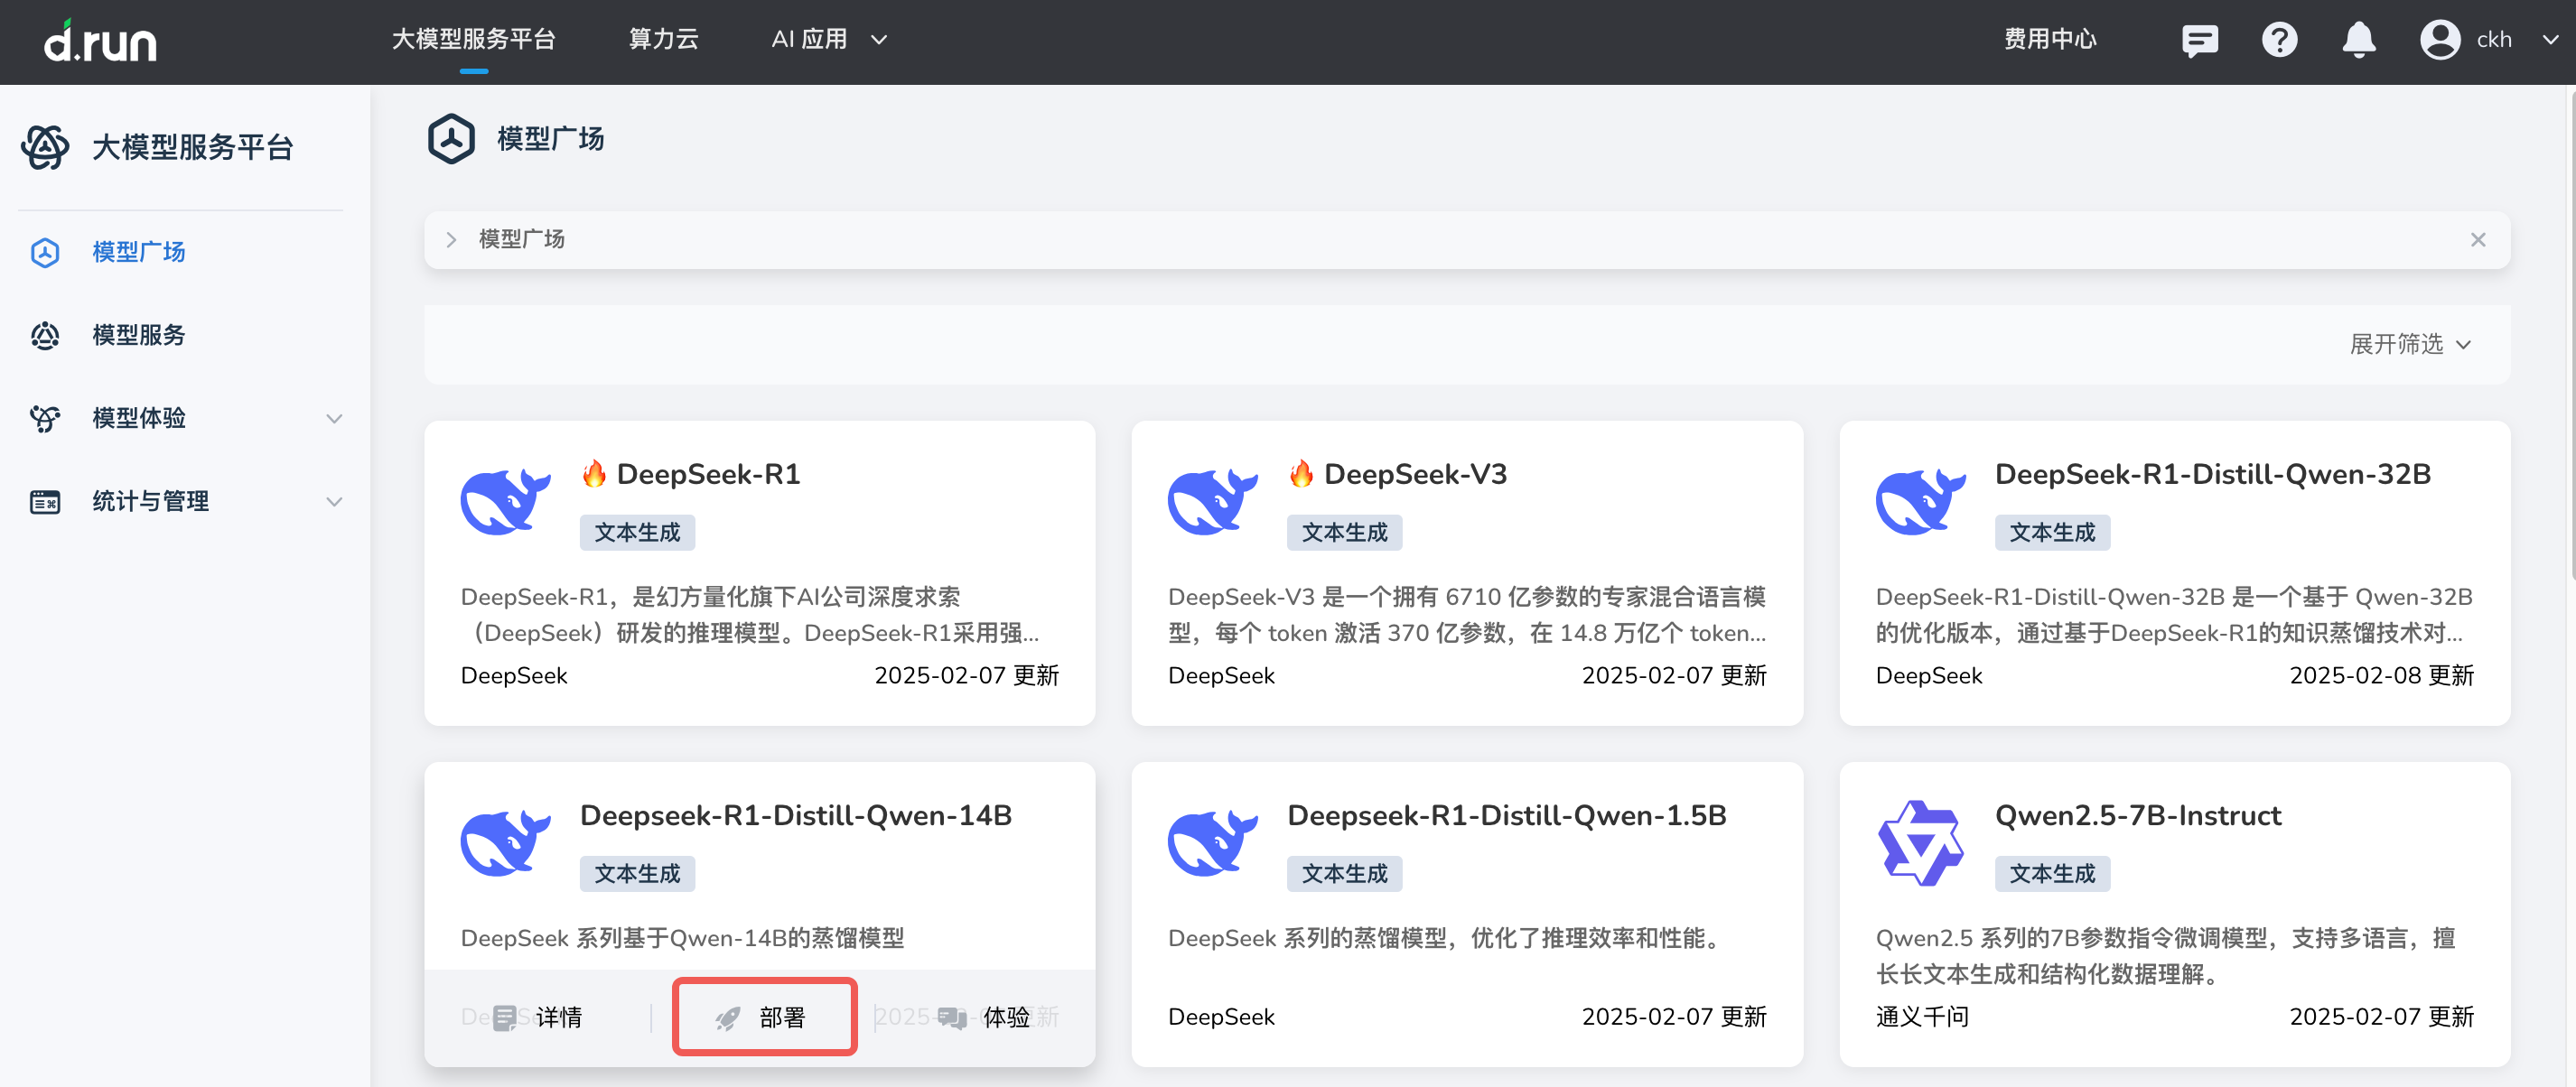 d.run
大模型服务平台
算力云
AI 应用
费用中心
ckh
大模型服务平台
模型广场
模型服务
模型体验
统计与管理
模型广场
模型广场
展开筛选
DeepSeek-R1
文本生成
DeepSeek-R1，是幻方量化旗下AI公司深度求索
（DeepSeek）研发的推理模型。DeepSeek-R1采用强...
DeepSeek
2025-02-07 更新
DeepSeek-V3
文本生成
DeepSeek-V3 是一个拥有 6710 亿参数的专家混合语言模
型，每个 token 激活 370 亿参数，在 14.8 万亿个 token...
DeepSeek
2025-02-07 更新
DeepSeek-R1-Distill-Qwen-32B
文本生成
DeepSeek-R1-Distill-Qwen-32B 是一个基于 Qwen-32B
的优化版本，通过基于DeepSeek-R1的知识蒸馏技术对...
DeepSeek
2025-02-08 更新
Deepseek-R1-Distill-Qwen-14B
文本生成
DeepSeek 系列基于Qwen-14B的蒸馏模型
详情
部署
体验
Deepseek-R1-Distill-Qwen-1.5B
文本生成
DeepSeek 系列的蒸馏模型，优化了推理效率和性能。
DeepSeek
2025-02-07 更新
Qwen2.5-7B-Instruct
文本生成
Qwen2.5 系列的7B参数指令微调模型，支持多语言，擅
长长文本生成和结构化数据理解。
通义千问
2025-02-07 更新